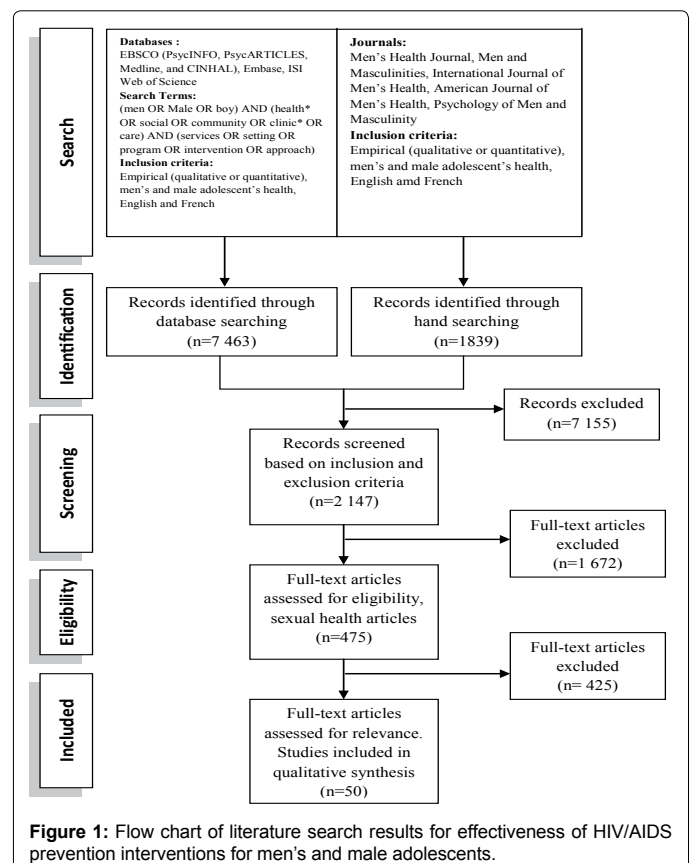 Search
Databases :
EBSCO (PsycINFO, PsycARTICLES,
Medline, and CINHAL), Embase, ISI
Web of Science
Search Terms:
(men OR Male OR boy) AND (health*
OR social OR community OR clinic* OR
care) AND (services OR setting OR
program OR intervention OR approach)
Inclusion criteria:
Empirical (qualitative or quantitative),
men's and male adolescent's health,
English and French
Journals:
Men's Health Journal, Men and
Masculinities, International Journal of
Men's Health, American Journal of
Men's Health, Psychology of Men and
Masculinity
Inclusion criteria:
Empirical (qualitative or quantitative),
men's and male adolescent's health,
English amd French
Identification
Records identified through
database searching
(n=7 463)
Records identified through
hand searching
(n=1839)
Records excluded
(n=7 155)
Screening
Records screened
based on inclusion and
exclusion criteria
(n=2 147)
Full-text articles
excluded
(n=1 672)
Eligibility
Full-text articles
assessed for eligibility,
sexual health articles
(n=475)
Full-text articles
excluded
(n= 425)
Included
Full-text articles
assessed for relevance.
Studies included in
qualitative synthesis
(n=50)
Figure 1: Flow chart of literature search results for effectiveness of HIV/AIDS
prevention interventions for men's and male adolescents.